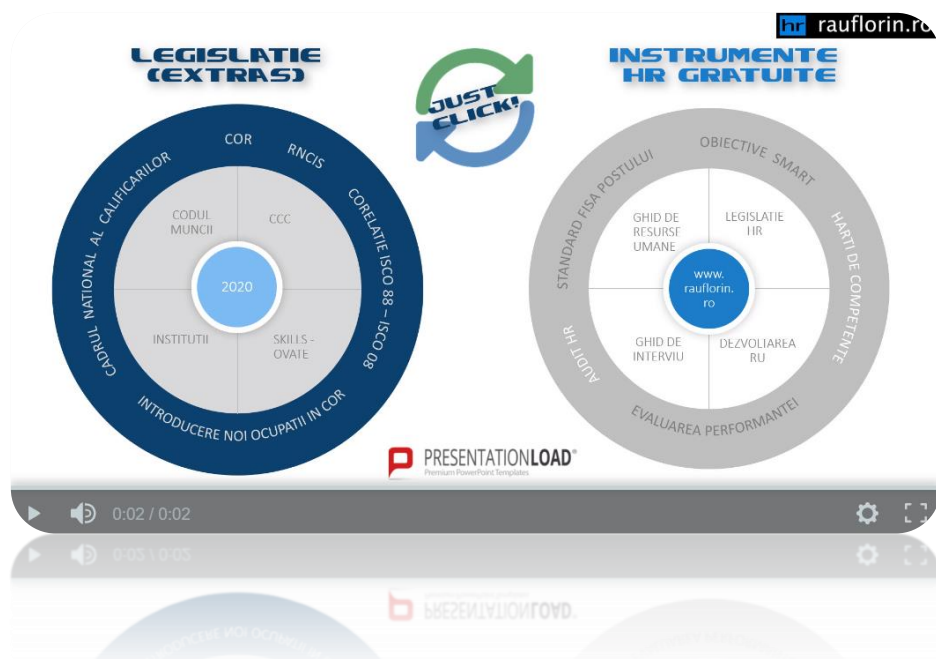 hr rauflorin.ro
LEGISLATIE
(EXTRAS)
JUST
CLICK!
INSTRUMENTE
HR GRATUITE
CADRUL NATIONAL AL CALIFICARILOR
COR
RNCIS
CORELATIE ISCO 88 – ISCO 08
INTRODUCERE NOI OCUPATII IN COR
CODUL
MUNCII
CCC
2020
INSTITUTII
SKILLS -
OVATE
STANDARD FISA POSTULUI
OBIECTIVE SMART
HARTI DE COMPETENTE
EVALUAREA PERFORMANTEI
AUDIT HR
GHID DE
RESURSE
UMANE
LEGISLATIE
HR
www.
rauflorin.
ro
GHID DE
INTERVIU
DEZVOLTAREA
RU
PRESENTATIONLOAD®
Premium PowerPoint Templates
0:02 / 0:02